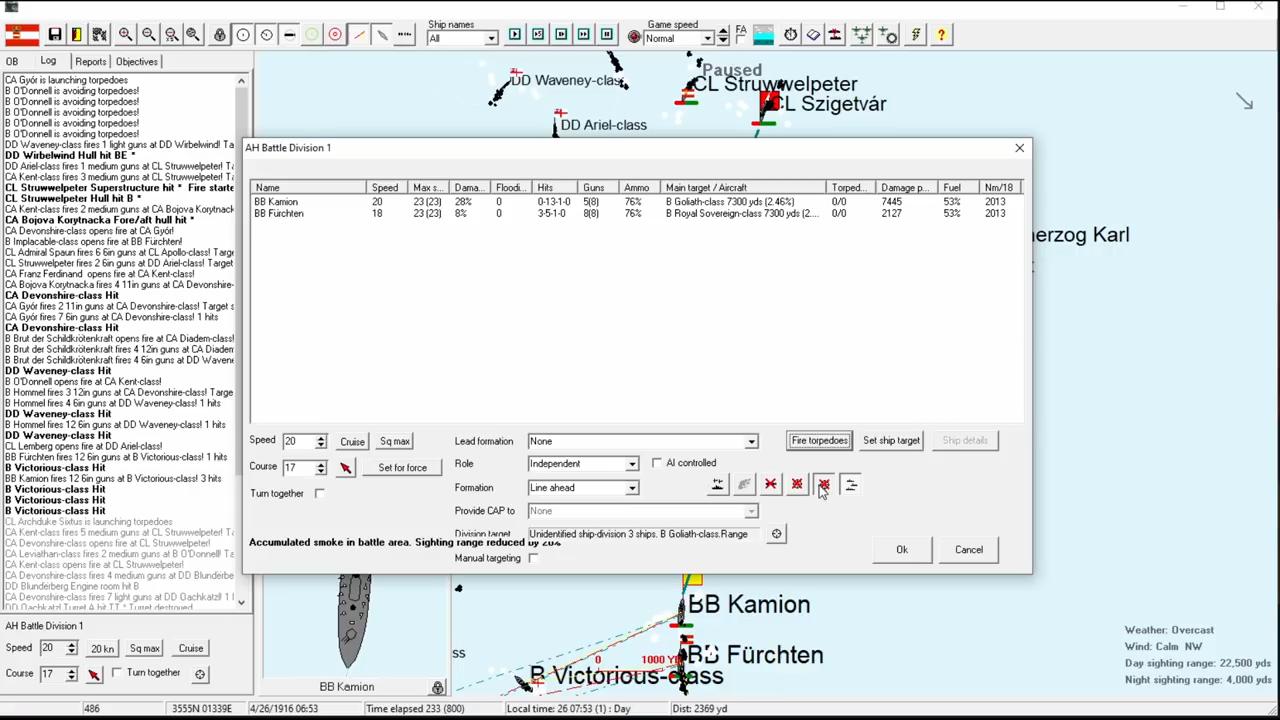 Ship names
All
Game speed
Normal
FA
OB
Log
Reports
Objectives
CA Gyór is launching torpedoes
B O'Donnell is avoiding torpedoes!
B O'Donnell is avoiding torpedoes!
B O'Donnell is avoiding torpedoes!
B O'Donnell is avoiding torpedoes!
B O'Donnell is avoiding torpedoes!
DD Waveney-class fires 1 light guns at DD Wirbelwind! Ta
DD Wirbelwind Hull hit BE *
DD Ariel-class fires 1 medium guns at CL Struwwelpeter!
CA Kent-class fires 3 medium guns at CL Struwwelpeter!
CL Struwwelpeter Superstructure hit * Fire starte
CL Struwwelpeter Hull hit B *
CA Kent-class fires 2 medium guns at CA Bojova Korytnack
CA Bojova Korytnacka Fore/aft hull hit *
CA Devonshire-class opens fire at CA Gyór!
B Implacable-class opens fire at BB Fürchten!
CL Admiral Spaun fires 6 6in guns at CL Apollo-class! T
CL Struwwelpeter fires 2 6in guns at DD Ariel-class! Target
CA Franz Ferdinand opens fire at CA Kent-class!
CA Bojova Korytnacka fires 4 11in guns at CA Devonshire-
CA Devonshire-class Hit
CA Gyór fires 2 11in guns at CA Devonshire-class! Target s
CA Gyór fires 7 6in guns at CA Devonshire-class! 1 hits
CA Devonshire-class Hit
B Brut der Schildkrötenkraft opens fire at CA Diadem-class!
B Brut der Schildkrötenkraft fires 4 12in guns at CA Diadem
B Brut der Schildkrötenkraft fires 4 6in guns at DD Waveney
DD Waveney-class Hit
B O'Donnell opens fire at CA Kent-class!
B Hommel fires 3 12in guns at CA Devonshire-class! Targe
B Hommel fires 4 6in guns at DD Waveney-class! 1 hits
DD Waveney-class Hit
B Hommel fires 12 6in guns at DD Waveney-class! 1 hits
DD Waveney-class Hit
CL Lemberg opens fire at DD Ariel-class!
BB Fürchten fires 12 6in guns at B Victorious-class! 1 hits
B Victorious-class Hit
BB Kamion fires 12 6in guns at B Victorious-class! 3 hits
B Victorious-class Hit
B Victorious-class Hit
B Victorious-class Hit
CL Archduke Sixtus is launching torpedoes
CA Devonshire-class fires 5 medium guns at CL Struwwelp
CL Leviathan-class fires 2 medium guns at B O'Donnell! Ta
CA Kent-class opens fire at CL Struwwelpeter!
CA Devonshire-class fires 4 medium guns at DD Blunderbe
DD Blunderberg Engine room hit B
CA Devonshire-class fires 7 light guns at DD Oachkatzl! 1 h
DD Oachkatzl Turret A hit TT * Turret destroyed
AH Battle Division 1
Speed
20
20 kn
Sq max
Cruise
Course
17
Turn together
DD Waveney-class
DD Ariel-class
Paused
CL Struwwelpeter
CL Szigetvár
herzog Karl
AH Battle Division 1
Name Speed Max s... Dama... Floodi... Hits Guns Ammo Main target / Aircraft Torped... Damage p... Fuel Nm/18
BB Kamion 20 23 (23) 28% 0 0-13-1-0 5(8) 76% B Goliath-class 7300 yds (2.46%) 0/0 7445 53% 2013
BB Fürchten 18 23 (23) 8% 0 3-5-1-0 8(8) 76% B Royal Sovereign-class 7300 yds (2.... 0/0 2127 53% 2013
Speed
20
Cruise
Sq max
Course
17
Set for force
Turn together
Lead formation
None
Role
Independent
AI controlled
Formation
Line ahead
Provide CAP to
None
Division target
Unidentified ship-division 3 ships. B Goliath-class.Range
Accumulated smoke in battle area. Sighting range reduced by 20%
Manual targeting
Fire torpedoes
Set ship target
Ship details
Ok
Cancel
BB Kamion
ss
BB Kamion
BB Fürchten
0 1000 YD
B Victorious-class
Weather: Overcast
Wind: Calm NW
Day sighting range: 22,500 yds
Night sighting range: 4,000 yds
486
3555N 01339E
4/26/1916 06:53
Time elapsed 233 (800)
Local time: 26 07:53 (1) : Day
Dist: 2369 yd